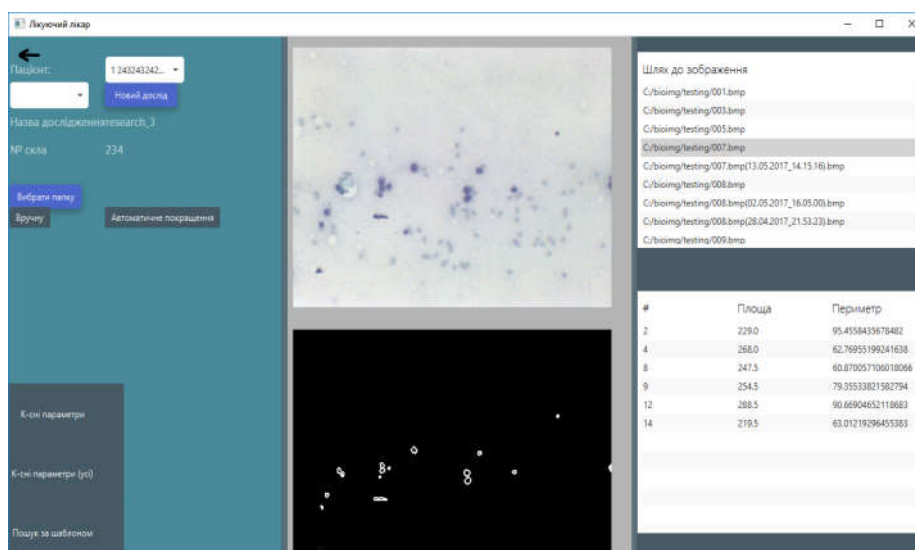 Лікуючий лікар
Пацієнт:
1 243243242...
Новий дослід
Назва дослідженняresearch_3
№ скла 234
Вибрати папку
Вручну
Автоматичне покращення
К-сні параметри
К-сні параметри (усі)
Пошук за шаблоном
Шлях до зображення
C:/bioimg/testing/001.bmp
C:/bioimg/testing/003.bmp
C:/bioimg/testing/005.bmp
C:/bioimg/testing/007.bmp
C:/bioimg/testing/007.bmp(13.05.2017_14.15.16).bmp
C:/bioimg/testing/008.bmp
C:/bioimg/testing/008.bmp(02.05.2017_16.05.00).bmp
C:/bioimg/testing/008.bmp(28.04.2017_21.53.23).bmp
C:/bioimg/testing/009.bmp
# Площа Периметр
2 229.0 95.4558435678482
4 268.0 62.76955199241638
8 247.5 60.870057106018066
9 254.5 79.35533821582794
12 288.5 90.66904652118683
14 219.5 63.01219296455383